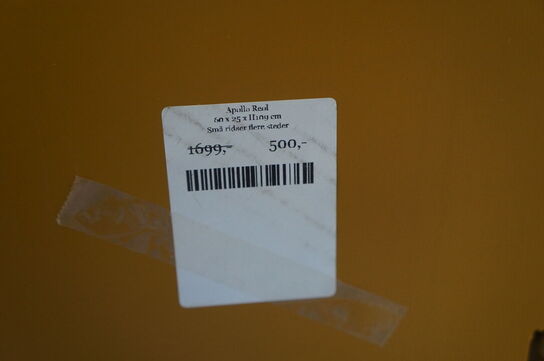 Apollo Reol
60 x 25 x H109 cm
Små ridser flere steder
1699,- 500,-